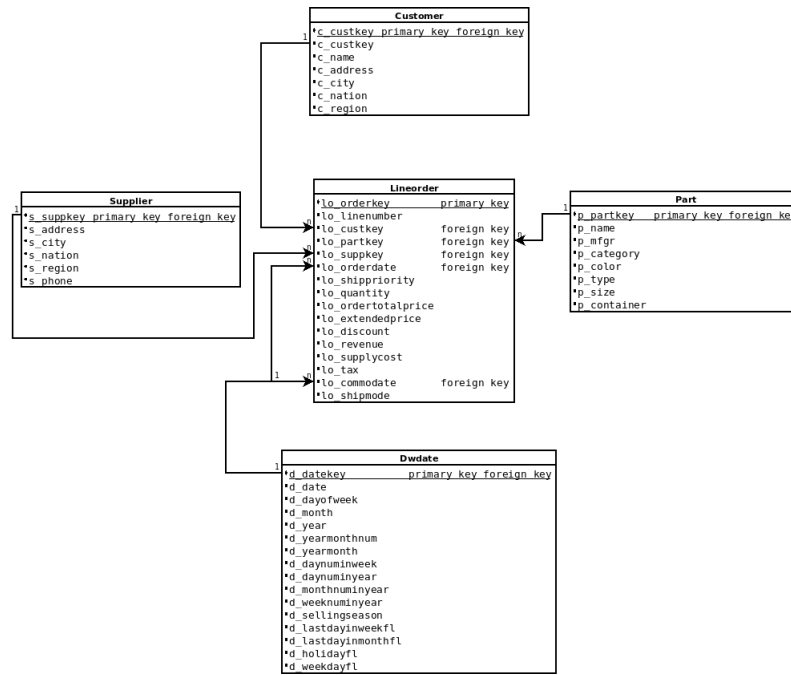 Customer
c_custkey primary key foreign key
c_custkey
c_name
c_address
c_city
c_nation
c_region
1
Supplier
s_suppkey primary key foreign key
s_address
s_city
s_nation
s_region
s_phone
1
Lineorder
lo_orderkey primary key
lo_linenumber
lo_custkey foreign key
lo_partkey foreign key
lo_suppkey foreign key
lo_orderdate foreign key
lo_shippriority
lo_quantity
lo_ordertotalprice
lo_extendedprice
lo_discount
lo_revenue
lo_supplycost
lo_tax
lo_commodate foreign key
lo_shipmode
n
n
n
n
1
n
Part
p_partkey primary key foreign key
p_name
p_mfgr
p_category
p_color
p_type
p_size
p_container
1
Dwdate
d_datekey primary key foreign key
d_date
d_dayofweek
d_month
d_year
d_yearmonthnum
d_yearmonth
d_daynuminweek
d_daynuminyear
d_monthnuminyear
d_weeknuminyear
d_sellingseason
d_lastdayinweekfl
d_lastdayinmonthfl
d_holidayfl
d_weekdayfl
1